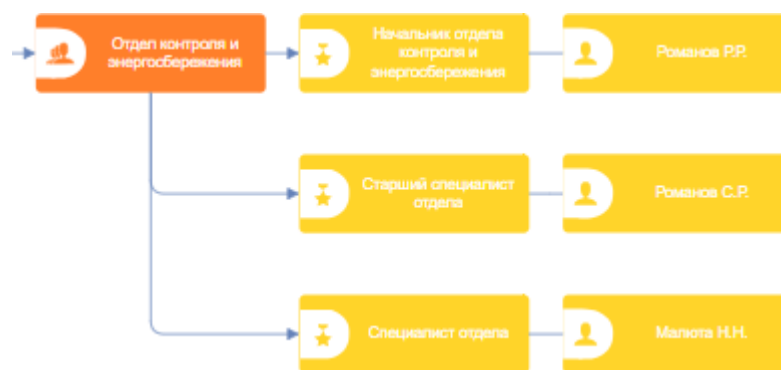 Отдел контроля и
энергосбережения
Начальник отдела
контроля и
энергосбережения
Романов Р.Р.
Старший специалист
отдела
Романов С.Р.
Специалист отдела
Малюта Н.Н.